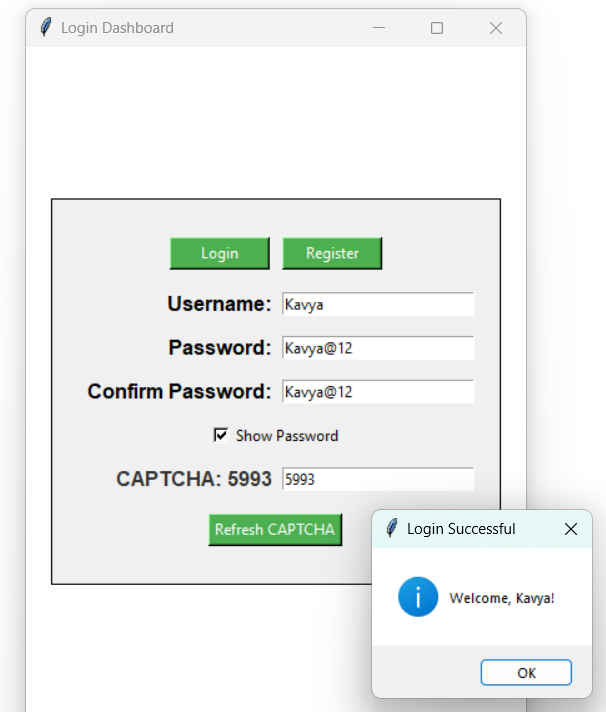 Login Dashboard
Login Register
Username: Kavya
Password: Kavya@12
Confirm Password: Kavya@12
Show Password
CAPTCHA: 5993 5993
Refresh CAPTCHA
Login Successful
Welcome, Kavya!
OK